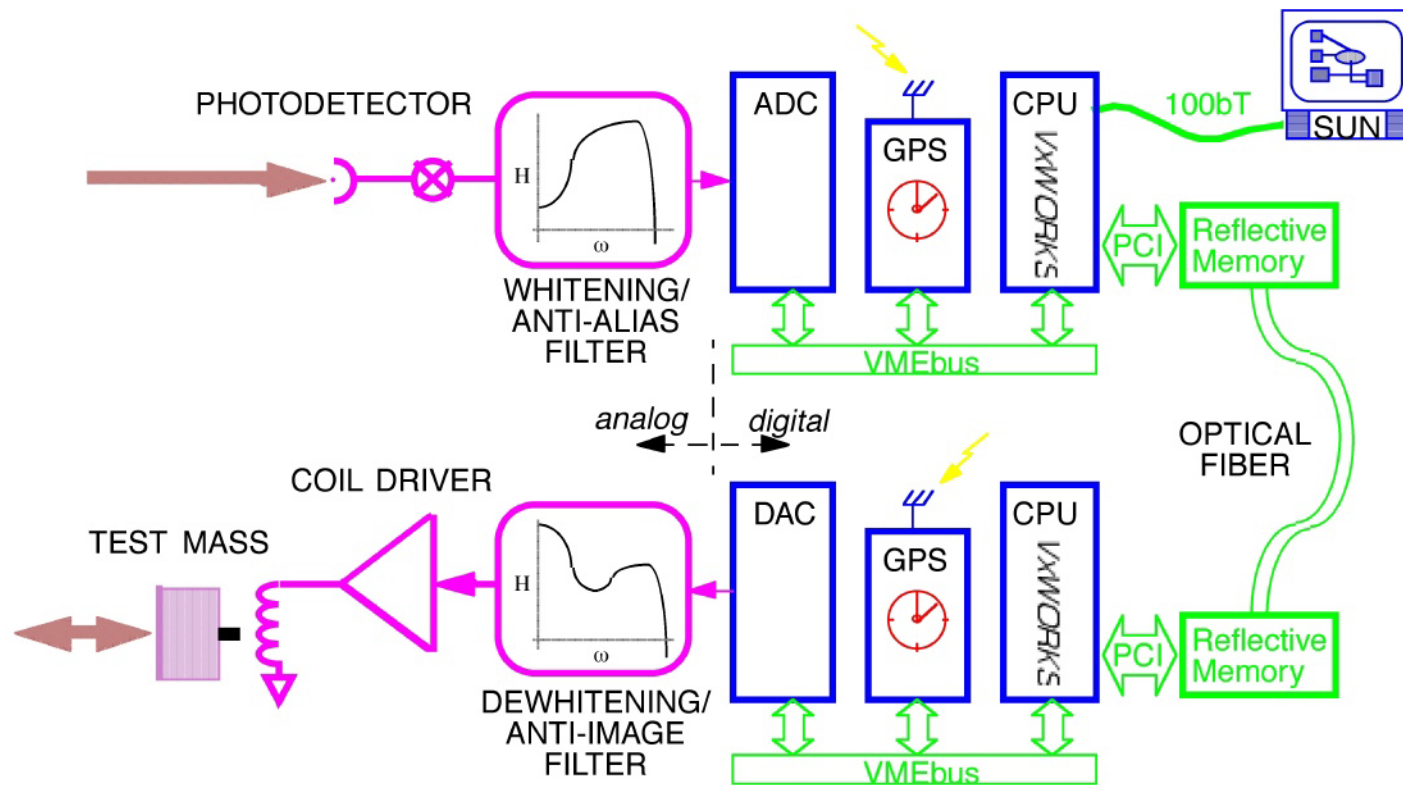 PHOTODETECTOR
H
ω
WHITENING/
ANTI-ALIAS
FILTER
ADC
GPS
CPU
VXWORKS
VMEbus
100bT
SUN
PCI
Reflective
Memory
analog
digital
OPTICAL
FIBER
COIL DRIVER
TEST MASS
H
ω
DEWHITENING/
ANTI-IMAGE
FILTER
DAC
GPS
CPU
VXWORKS
VMEbus
PCI
Reflective
Memory